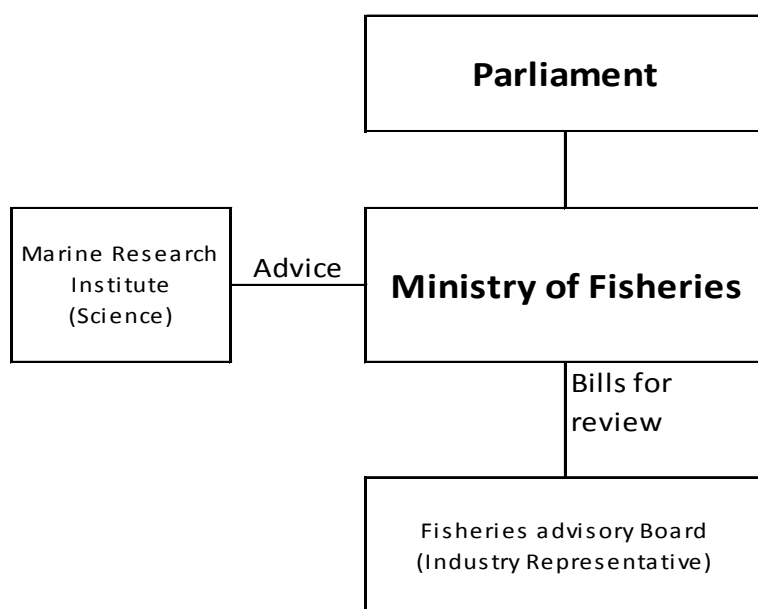 Parliament
Marine Research
Institute
(Science)
Advice
Ministry of Fisheries
Bills for
review
Fisheries advisory Board
(Industry Representative)